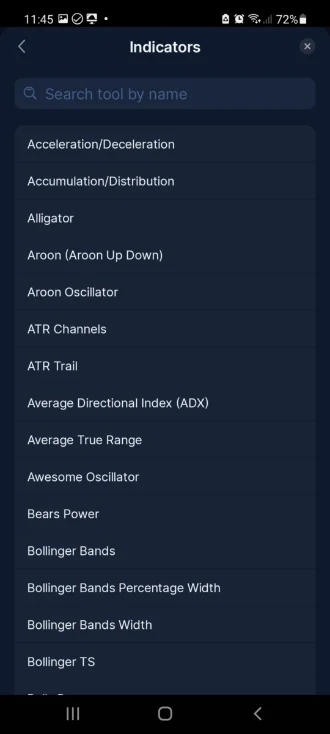 11:45 72%
Indicators
Search tool by name
Acceleration/Deceleration
Accumulation/Distribution
Alligator
Aroon (Aroon Up Down)
Aroon Oscillator
ATR Channels
ATR Trail
Average Directional Index (ADX)
Average True Range
Awesome Oscillator
Bears Power
Bollinger Bands
Bollinger Bands Percentage Width
Bollinger Bands Width
Bollinger TS